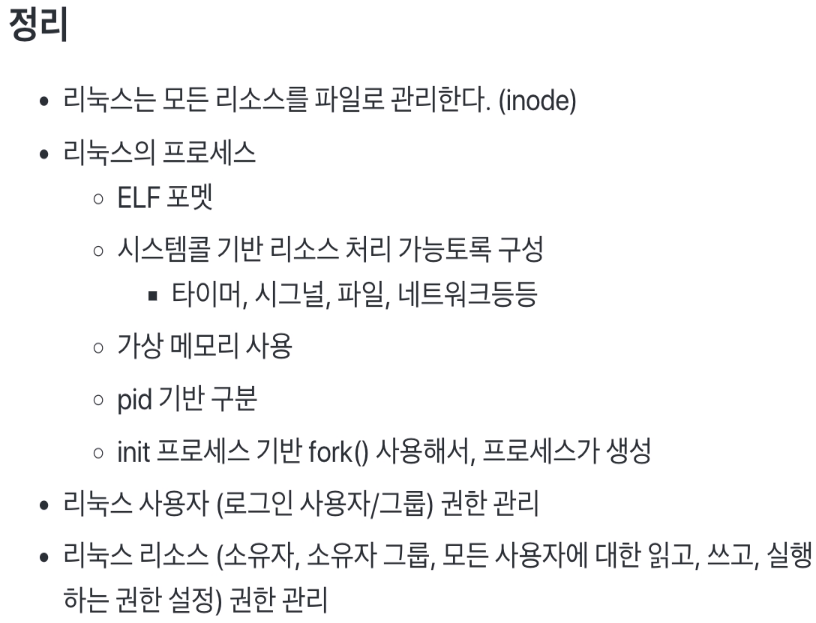 정리
리눅스는 모든 리소스를 파일로 관리한다. (inode)
리눅스의 프로세스
ELF 포멧
시스템콜 기반 리소스 처리 가능토록 구성
타이머, 시그널, 파일, 네트워크등등
가상 메모리 사용
pid 기반 구분
init 프로세스 기반 fork() 사용해서, 프로세스가 생성
리눅스 사용자 (로그인 사용자/그룹) 권한 관리
리눅스 리소스 (소유자, 소유자 그룹, 모든 사용자에 대한 읽고, 쓰고, 실행
하는 권한 설정) 권한 관리